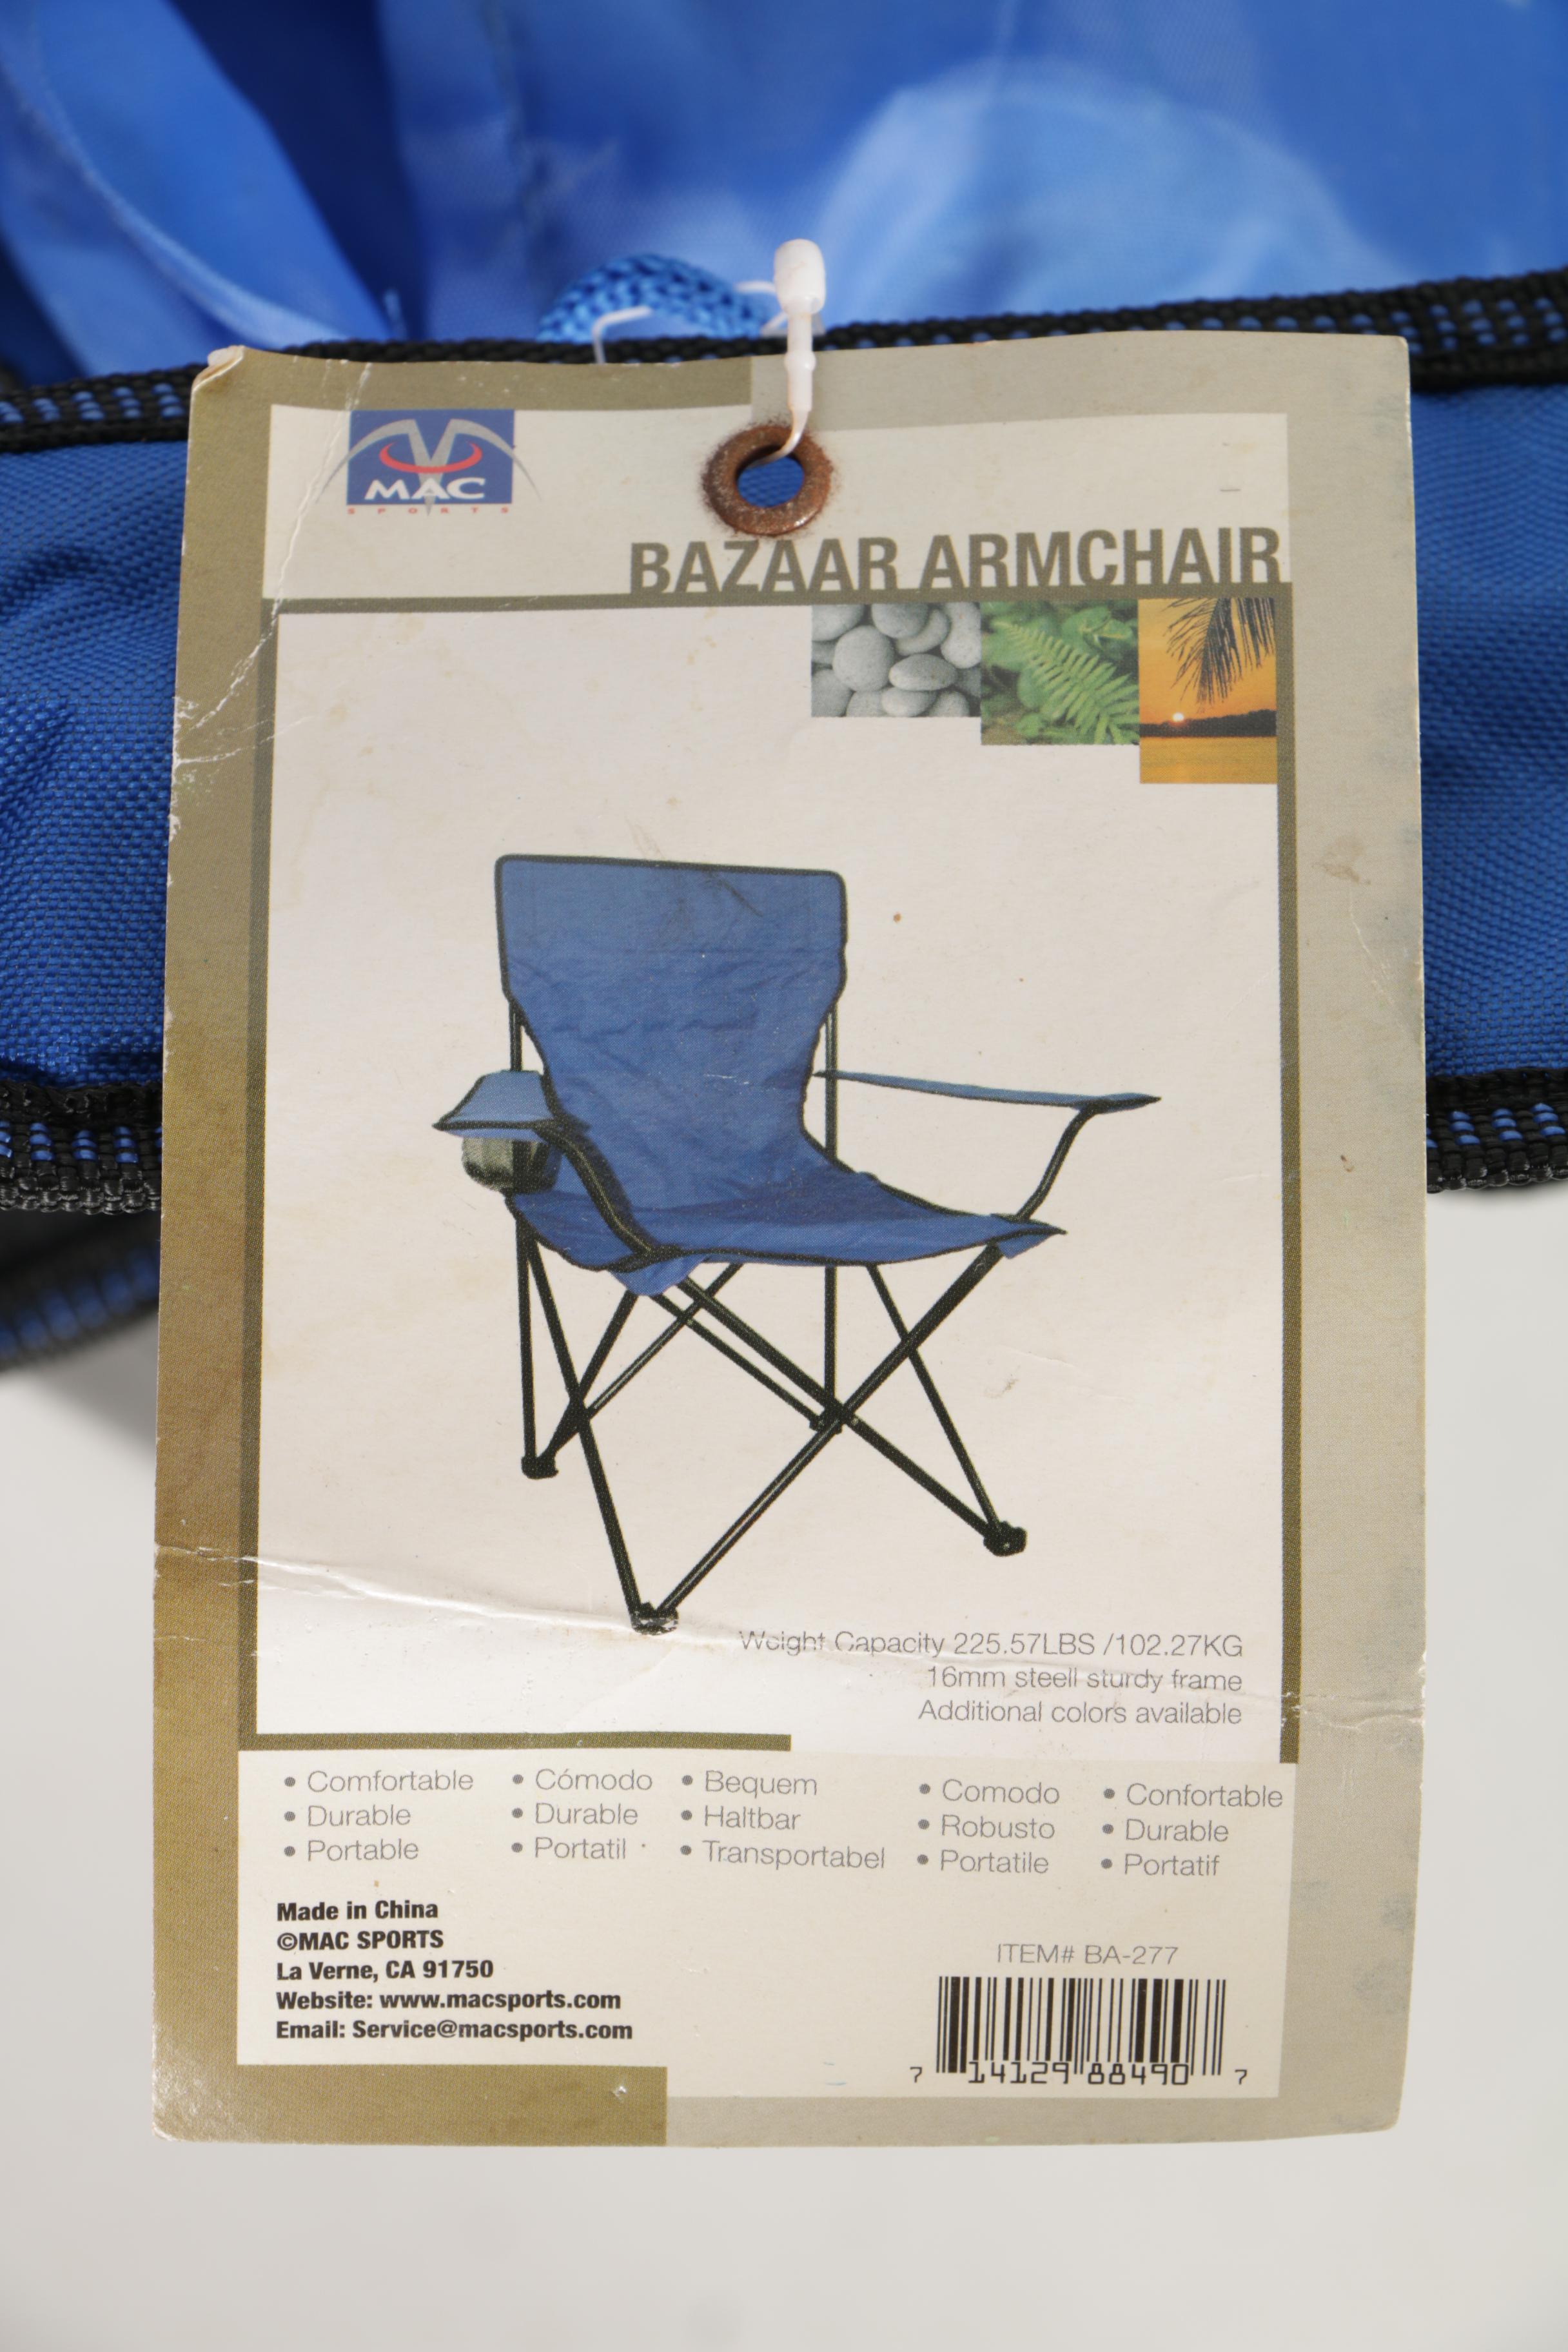 MAC
SPORTS
BAZAAR ARMCHAIR
Weight Capacity 225.57LBS /102.27KG
16mm steell sturdy frame
Additional colors available
• Comfortable
• Durable
• Portable
• Cómodo
• Durable
• Portatil
• Bequem
• Haltbar
• Transportabel
• Comodo
• Robusto
• Portatile
• Confortable
• Durable
• Portatif
Made in China
©MAC SPORTS
La Verne, CA 91750
Website: www.macsports.com
Email: Service@macsports.com
ITEM# BA-277
7 14129 88490 7